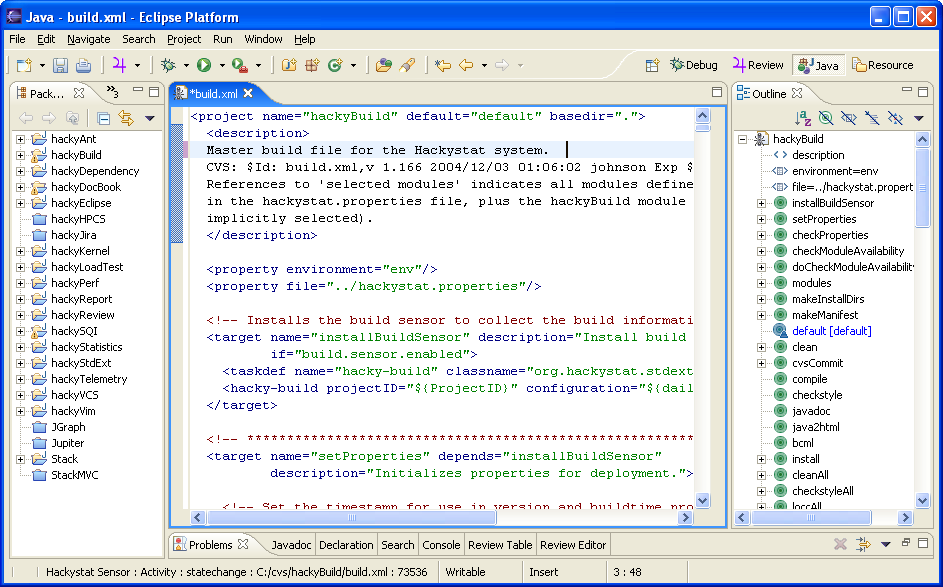 Java - build.xml - Eclipse Platform
File Edit Navigate Search Project Run Window Help
Debug Review Java Resource
Pack... 3
hackyAnt
hackyBuild
hackyDependency
hackyDocBook
hackyEclipse
hackyHPCS
hackyJira
hackyKernel
hackyLoadTest
hackyPerf
hackyReport
hackyReview
hackySQI
hackyStatistics
hackyStdExt
hackyTelemetry
hackyVCS
hackyVim
JGraph
Jupiter
Stack
StackMVC
*build.xml
<project name="hackyBuild" default="default" basedir=".">
<description>
Master build file for the Hackystat system.
CVS: $Id: build.xml,v 1.166 2004/12/03 01:06:02 johnson Exp $
References to 'selected modules' indicates all modules define
in the hackystat.properties file, plus the hackyBuild module
implicitly selected).
</description>
<property environment="env"/>
<property file="../hackystat.properties"/>
<!-- Installs the build sensor to collect the build informati
<target name="installBuildSensor" description="Install build
if="build.sensor.enabled">
<taskdef name="hacky-build" classname="org.hackystat.stdext
<hacky-build projectID="${ProjectID}" configuration="${dail
</target>
<!-- ********************************************************
<target name="setProperties" depends="installBuildSensor"
description="Initializes properties for deployment.">
<!-- Set the timestamp for use in version and buildtime pro
Outline
hackyBuild
description
environment=env
file=../hackystat.propert
installBuildSensor
setProperties
checkProperties
checkModuleAvailability
doCheckModuleAvailability
modules
makeInstallDirs
makeManifest
default [default]
clean
cvsCommit
compile
checkstyle
javadoc
java2html
bcml
install
cleanAll
checkstyleAll
loccAll
Problems Javadoc Declaration Search Console Review Table Review Editor
Hackystat Sensor : Activity : statechange : C:/cvs/hackyBuild/build.xml : 73536 Writable Insert 3 : 48